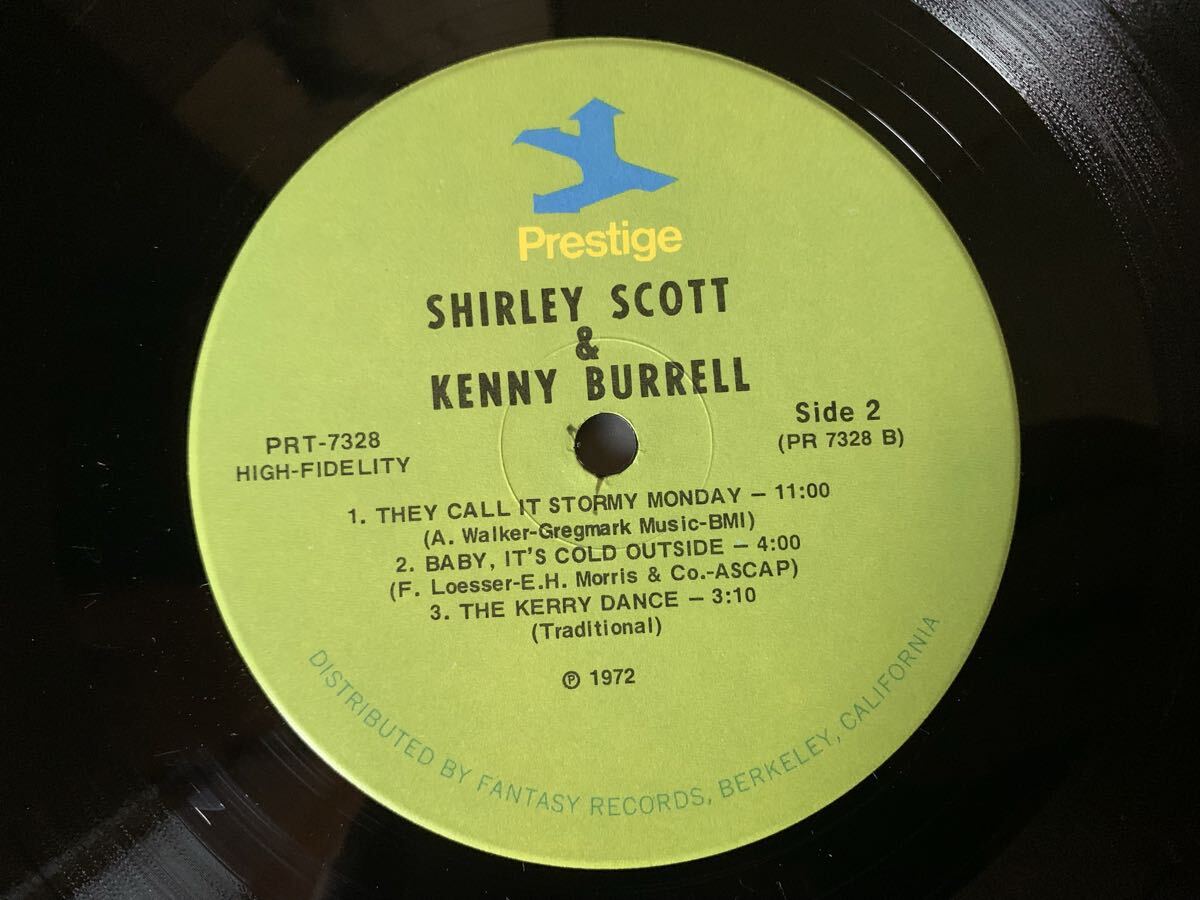 Prestige
SHIRLEY SCOTT
&
KENNY BURRELL
PRT-7328
HIGH-FIDELITY
Side 2
(PR 7328 B)
1. THEY CALL IT STORMY MONDAY – 11:00
(A. Walker-Gregmark Music-BMI)
2. BABY, IT'S COLD OUTSIDE – 4:00
(F. Loesser-E.H. Morris & Co.-ASCAP)
3. THE KERRY DANCE – 3:10
(Traditional)
℗ 1972
DISTRIBUTED BY FANTASY RECORDS, BERKELEY, CALIFORNIA